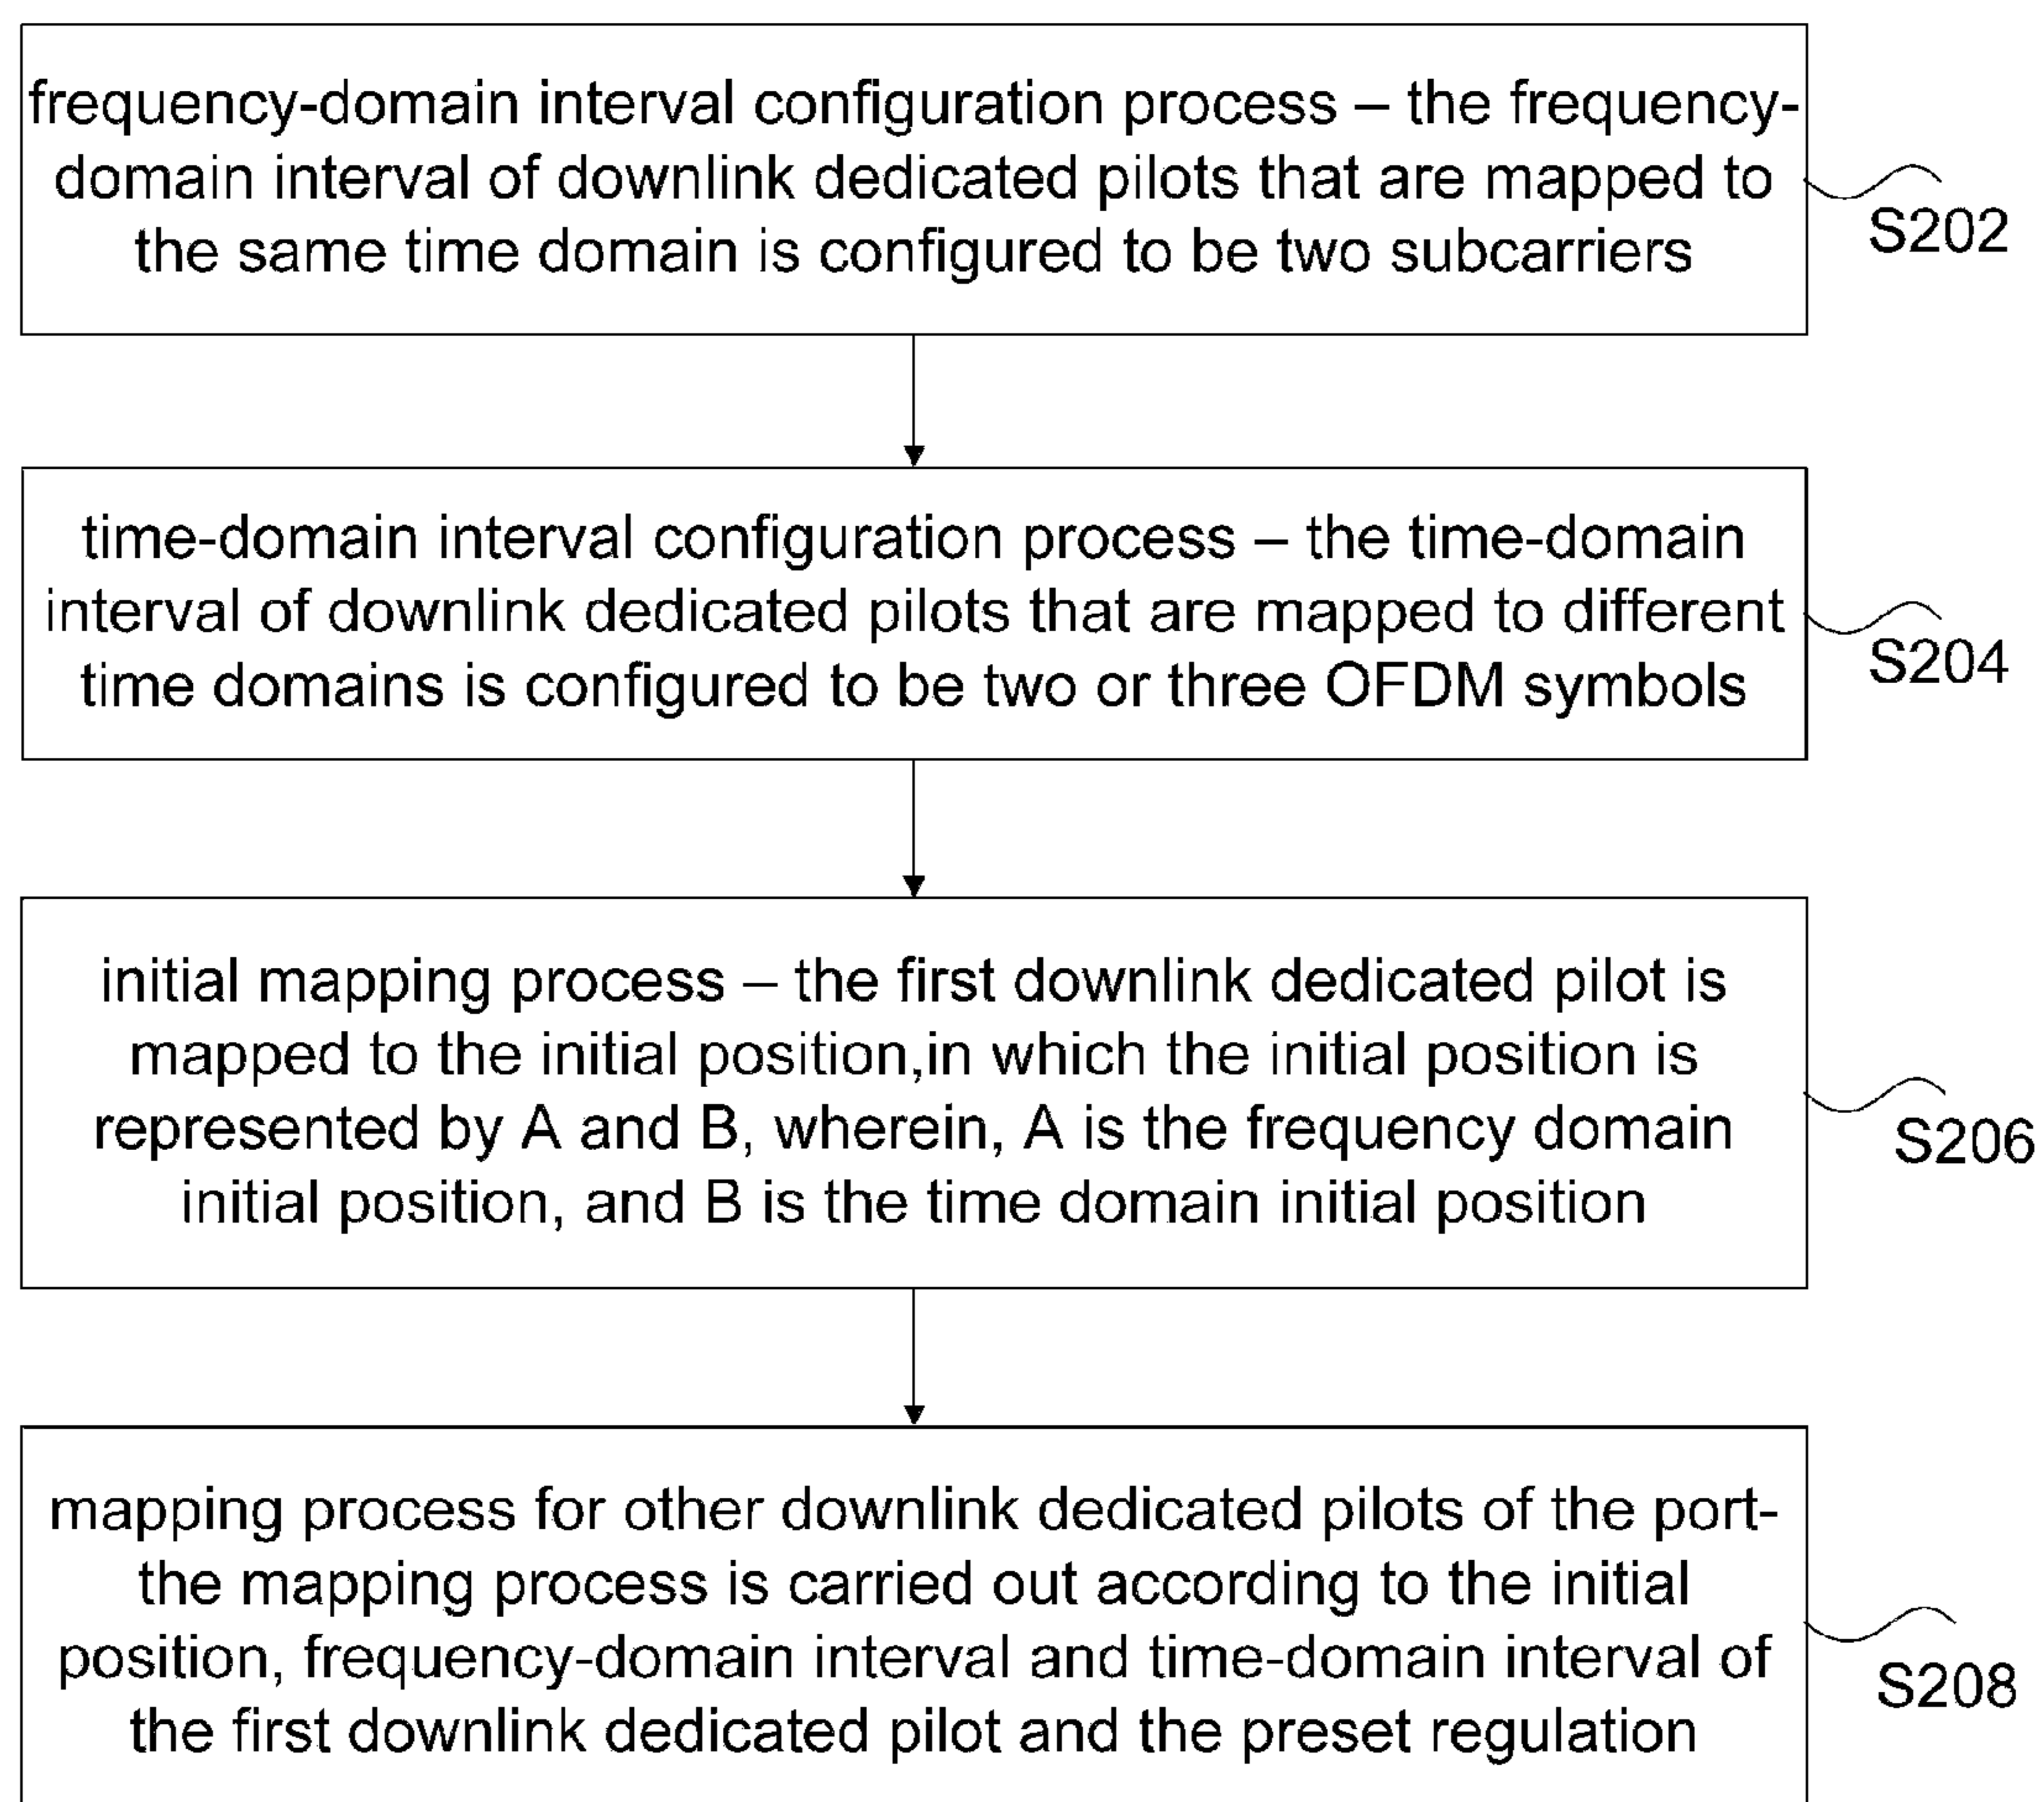 frequency-domain interval configuration process – the frequency-
domain interval of downlink dedicated pilots that are mapped to
the same time domain is configured to be two subcarriers
S202
time-domain interval configuration process – the time-domain
interval of downlink dedicated pilots that are mapped to different
time domains is configured to be two or three OFDM symbols
S204
initial mapping process – the first downlink dedicated pilot is
mapped to the initial position,in which the initial position is
represented by A and B, wherein, A is the frequency domain
initial position, and B is the time domain initial position
S206
mapping process for other downlink dedicated pilots of the port-
the mapping process is carried out according to the initial
position, frequency-domain interval and time-domain interval of
the first downlink dedicated pilot and the preset regulation
S208